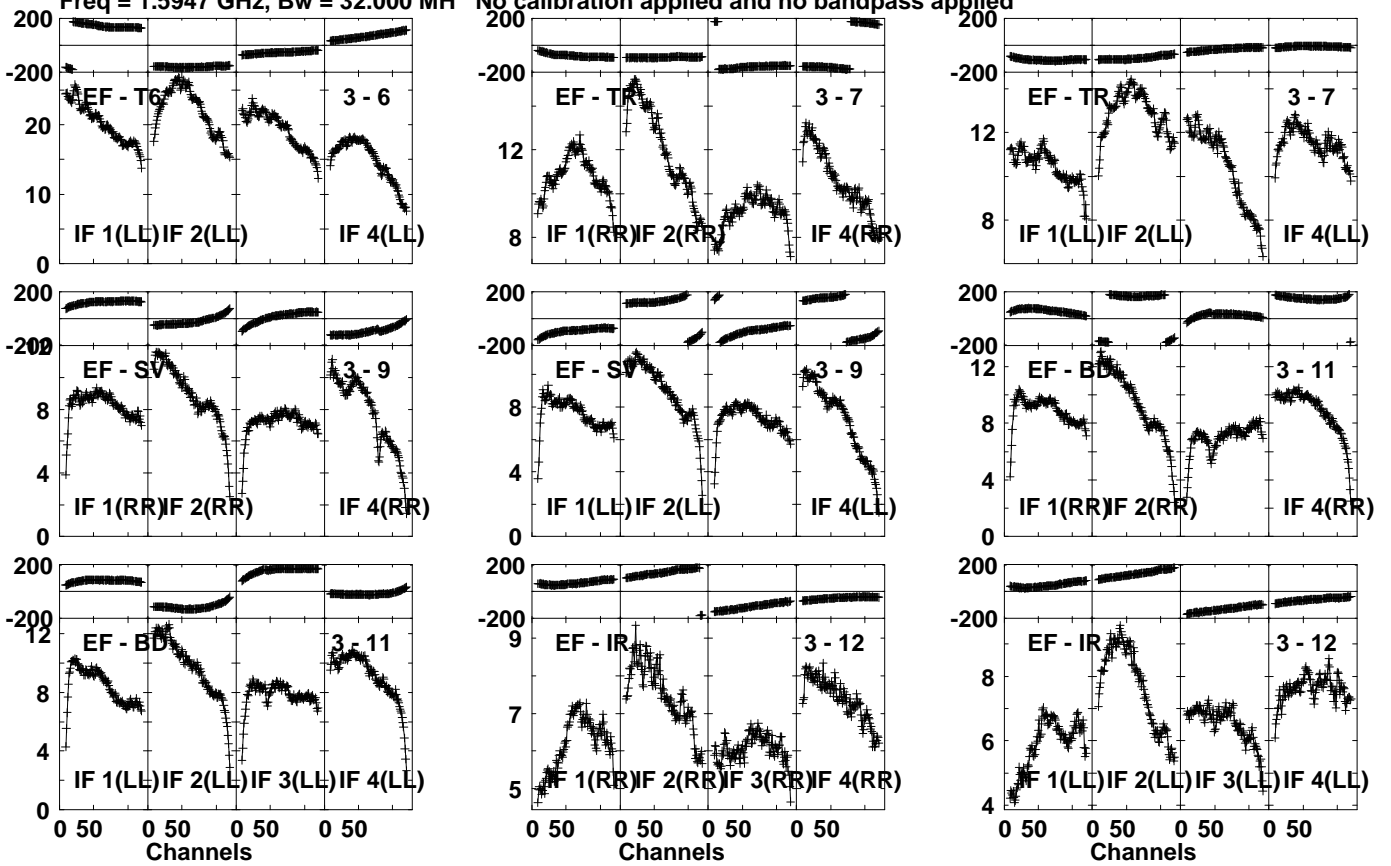 Freq = 1.5947 GHz, Bw = 32.000 MH No calibration applied and no bandpass applied
200 200 200
-200 -200 -200
EF - T6 3 - 6 EF - TR 3 - 7 EF - TR 3 - 7
20 12 12
10 8 8
0
IF 1(LL) IF 2(LL) IF 4(LL) IF 1(RR) IF 2(RR) IF 4(RR) IF 1(LL) IF 2(LL) IF 4(LL)
200 200 200
-200 -200 -200
12 12
EF - SV 3 - 9 EF - SV 3 - 9 EF - BD 3 - 11
8 8 8
4 4 4
0 0 0
IF 1(RR) IF 2(RR) IF 4(RR) IF 1(LL) IF 2(LL) IF 4(LL) IF 1(RR) IF 2(RR) IF 4(RR)
200 200 200
-200 -200 -200
EF - BD 3 - 11 EF - IR 3 - 12 EF - IR 3 - 12
12 9 8
8 7 6
4 5 4
0
IF 1(LL) IF 2(LL) IF 3(LL) IF 4(LL) IF 1(RR) IF 2(RR) IF 3(RR) IF 4(RR) IF 1(LL) IF 2(LL) IF 3(LL) IF 4(LL)
0 50 0 50 0 50 0 50 0 50 0 50 0 50 0 50 0 50 0 50 0 50 0 50
Channels Channels Channels